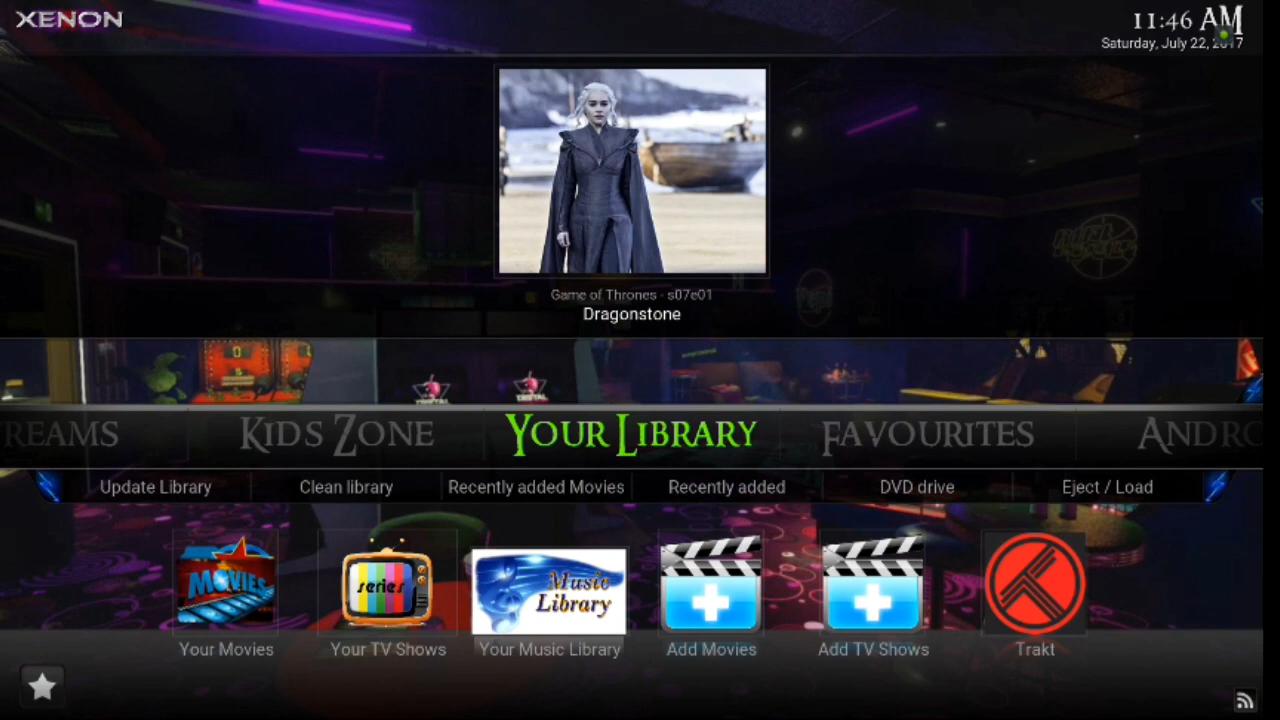 XENON
11:46 AM
Saturday, July 22, 2017
Game of Thrones - s07e01
Dragonstone
REAMS
KIDS ZONE
YOUR LIBRARY
FAVOURITES
ANDRO
Update Library
Clean library
Recently added Movies
Recently added
DVD drive
Eject / Load
MOVIES
series
Music
Library
Your Movies
Your TV Shows
Your Music Library
Add Movies
Add TV Shows
Trakt